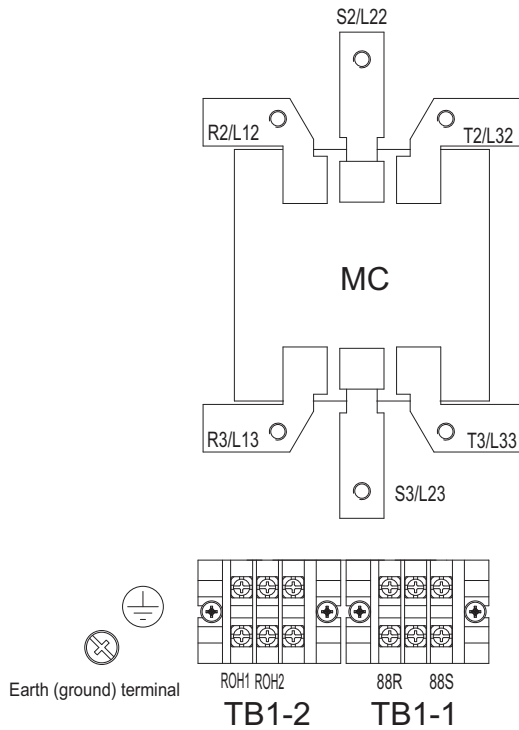 S2/L22
R2/L12 T2/L32
MC
R3/L13 T3/L33
S3/L23
Earth (ground) terminal
ROH1 ROH2 88R 88S
TB1-2 TB1-1